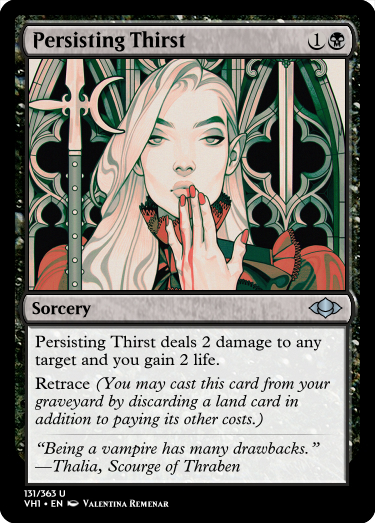 Persisting Thirst 1
Sorcery
Persisting Thirst deals 2 damage to any
target and you gain 2 life.
Retrace (You may cast this card from your
graveyard by discarding a land card in
addition to paying its other costs.)
“Being a vampire has many drawbacks.”
—Thalia, Scourge of Thraben
131/363 U
VH1 • EN Valentina Remenar